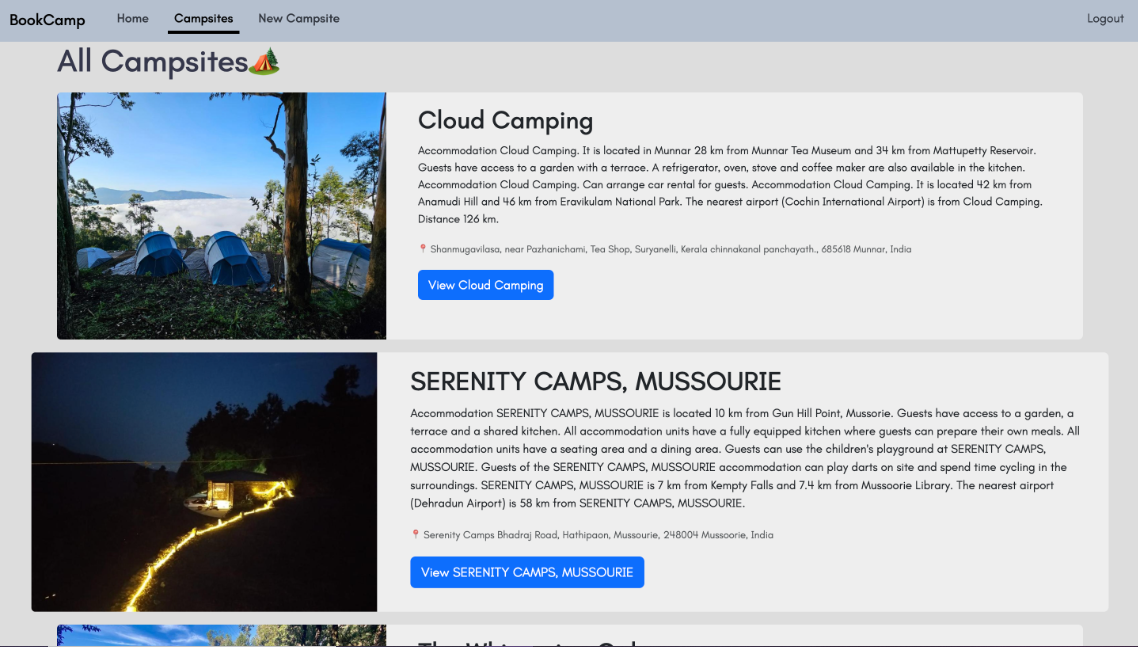 BookCamp Home Campsites New Campsite Logout
All Campsites
Cloud Camping
Accommodation Cloud Camping. It is located in Munnar 28 km from Munnar Tea Museum and 34 km from Mattupetty Reservoir.
Guests have access to a garden with a terrace. A refrigerator, oven, stove and coffee maker are also available in the kitchen.
Accommodation Cloud Camping. Can arrange car rental for guests. Accommodation Cloud Camping. It is located 42 km from
Anamudi Hill and 46 km from Eravikulam National Park. The nearest airport (Cochin International Airport) is from Cloud Camping.
Distance 126 km.
Shanmugavilasa, near Pazhanichami, Tea Shop, Suryanelli, Kerala chinnakanal panchayath., 685618 Munnar, India
View Cloud Camping
SERENITY CAMPS, MUSSOURIE
Accommodation SERENITY CAMPS, MUSSOURIE is located 10 km from Gun Hill Point, Mussorie. Guests have access to a garden, a
terrace and a shared kitchen. All accommodation units have a fully equipped kitchen where guests can prepare their own meals. All
accommodation units have a seating area and a dining area. Guests can use the children's playground at SERENITY CAMPS,
MUSSOURIE. Guests of the SERENITY CAMPS, MUSSOURIE accommodation can play darts on site and spend time cycling in the
surroundings. SERENITY CAMPS, MUSSOURIE is 7 km from Kempty Falls and 7.4 km from Mussoorie Library. The nearest airport
(Dehradun Airport) is 58 km from SERENITY CAMPS, MUSSOURIE.
Serenity Camps Bhadraj Road, Hathipaon, Mussourie, 248004 Mussoorie, India
View SERENITY CAMPS, MUSSOURIE
The